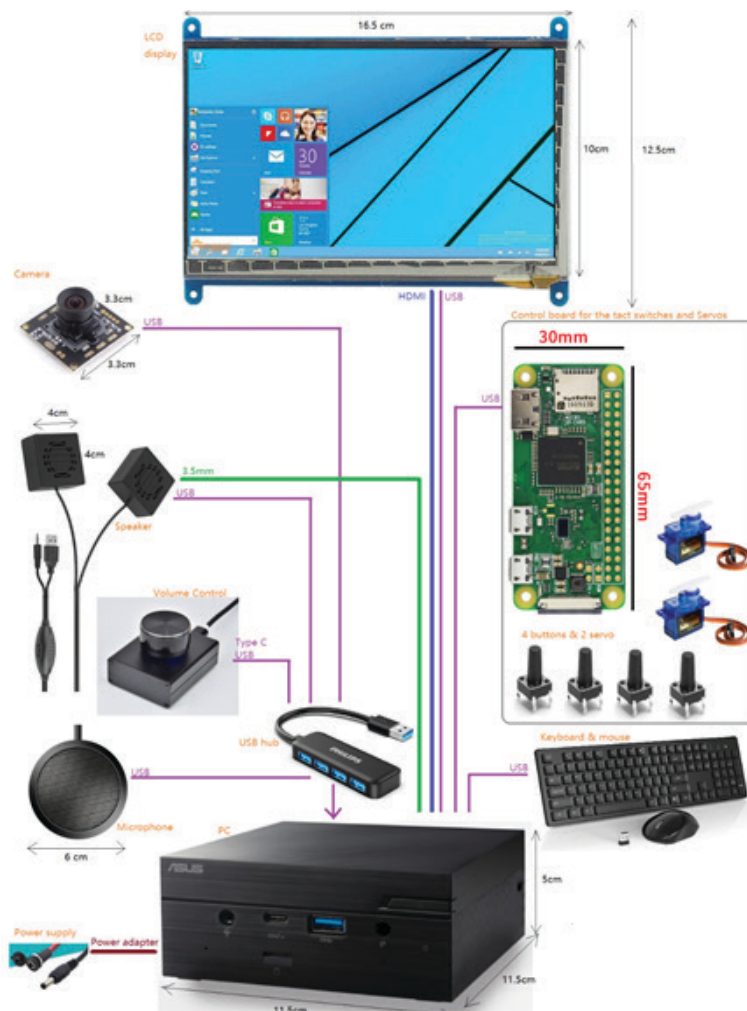 16.5 cm
LCD
display
10cm
12.5cm
30
Camera
3.3cm
USB
3.3cm
HDMI
USB
Control board for the tact switches and Servos
30mm
USB
65mm
4cm
4cm
3.5mm
USB
Speaker
Volume Control
Type C
USB
4 buttons & 2 servo
USB hub
PHILIPS
Keyboard & mouse
USB
USB
Microphone
6 cm
PC
ASUS
5cm
Power supply
Power adapter
11.5cm
11.5cm